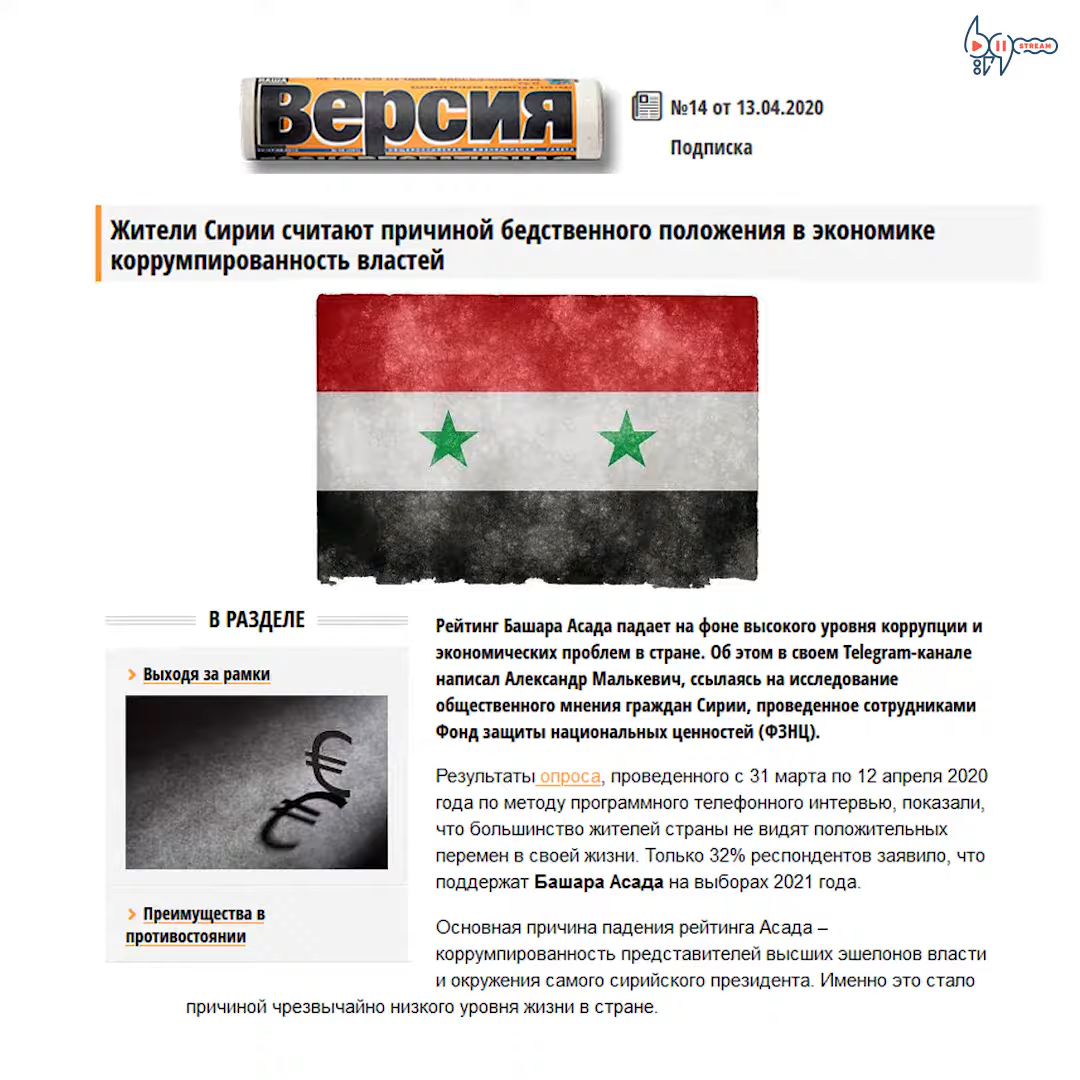 STREAM
Версия
№14 от 13.04.2020
Подписка
Жители Сирии считают причиной бедственного положения в экономике
коррумпированность властей
В РАЗДЕЛЕ
Выходя за рамки
Преимущества в
противостоянии
Рейтинг Башара Асада падает на фоне высокого уровня коррупции и
экономических проблем в стране. Об этом в своем Telegram-канале
написал Александр Малькевич, ссылаясь на исследование
общественного мнения граждан Сирии, проведенное сотрудниками
Фонд защиты национальных ценностей (ФЗНЦ).
Результаты опроса, проведенного с 31 марта по 12 апреля 2020
года по методу программного телефонного интервью, показали,
что большинство жителей страны не видят положительных
перемен в своей жизни. Только 32% респондентов заявило, что
поддержат Башара Асада на выборах 2021 года.
Основная причина падения рейтинга Асада –
коррумпированность представителей высших эшелонов власти
и окружения самого сирийского президента. Именно это стало
причиной чрезвычайно низкого уровня жизни в стране.